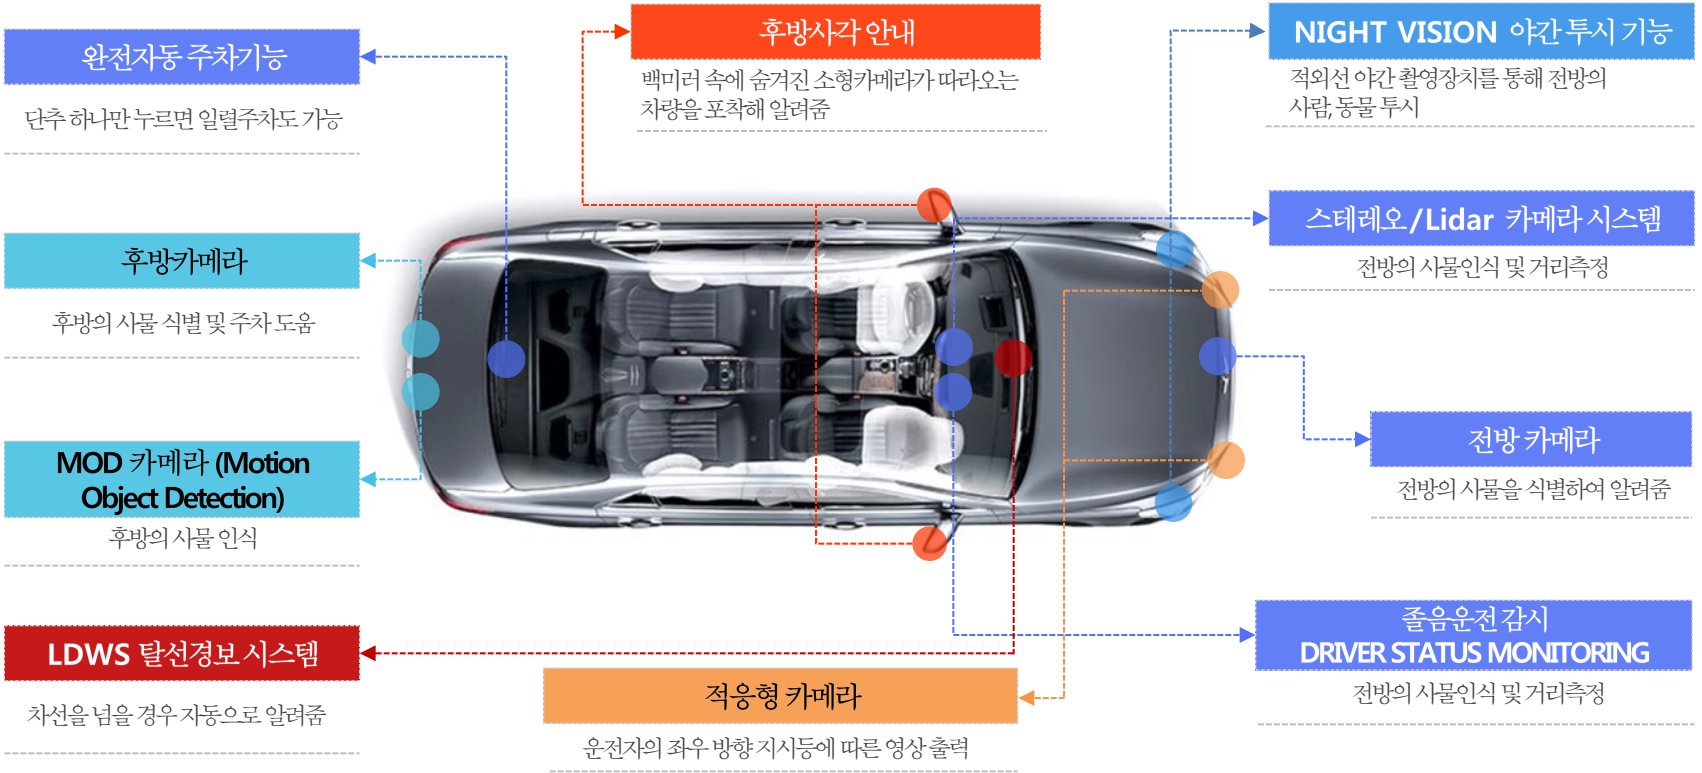 완전자동 주차기능
단추 하나만 누르면 일렬주차도 가능
후방사각 안내
백미러 속에 숨겨진 소형카메라가 따라오는
차량을 포착해 알려줌
NIGHT VISION 야간 투시 기능
적외선 야간 촬영장치를 통해 전방의
사람, 동물 투시
후방카메라
후방의 사물 식별 및 주차 도움
스테레오/Lidar 카메라 시스템
전방의 사물인식 및 거리측정
MOD 카메라 (Motion
Object Detection)
후방의 사물 인식
전방 카메라
전방의 사물을 식별하여 알려줌
LDWS 탈선경보 시스템
차선을 넘을 경우 자동으로 알려줌
적응형 카메라
운전자의 좌우 방향 지시등에 따른 영상 출력
졸음운전 감시
DRIVER STATUS MONITORING
전방의 사물인식 및 거리측정